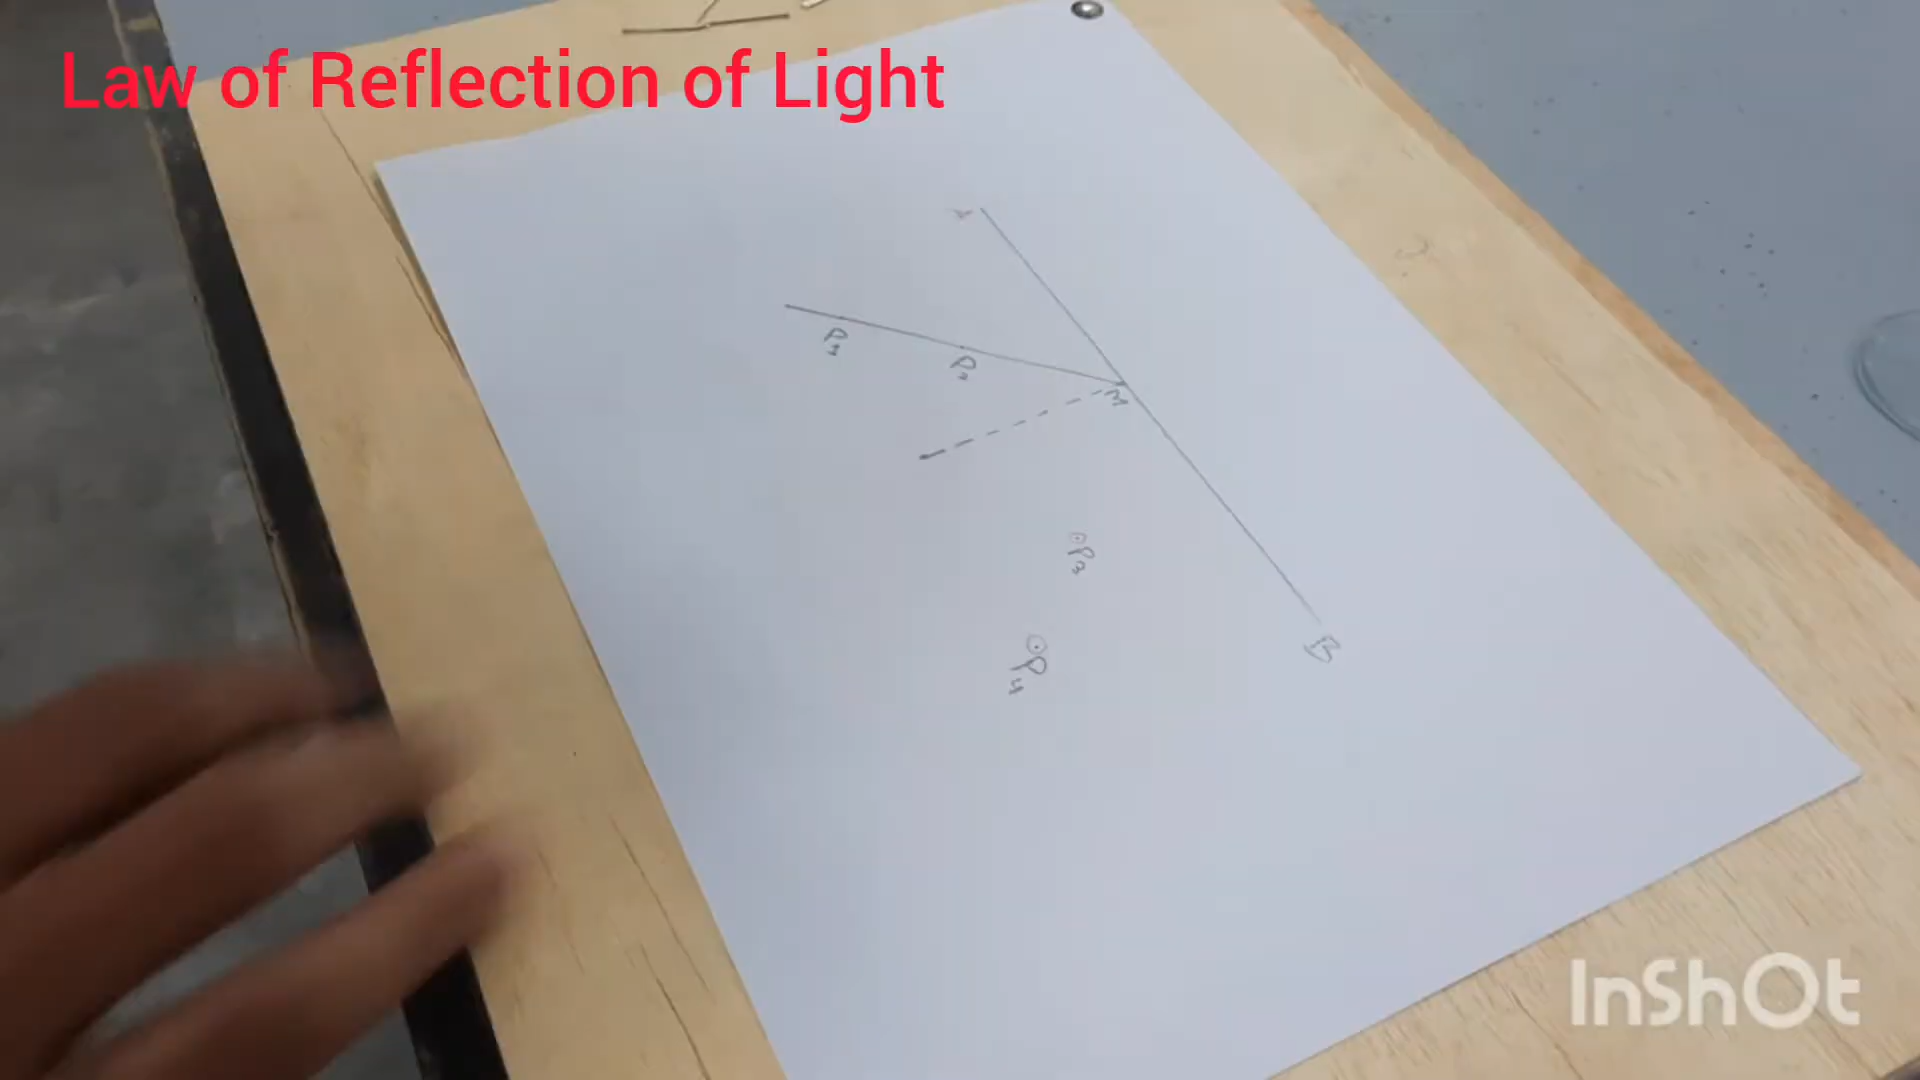 Law of Reflection of Light
A
P1
P2
M
P3
P4
B
InShOt